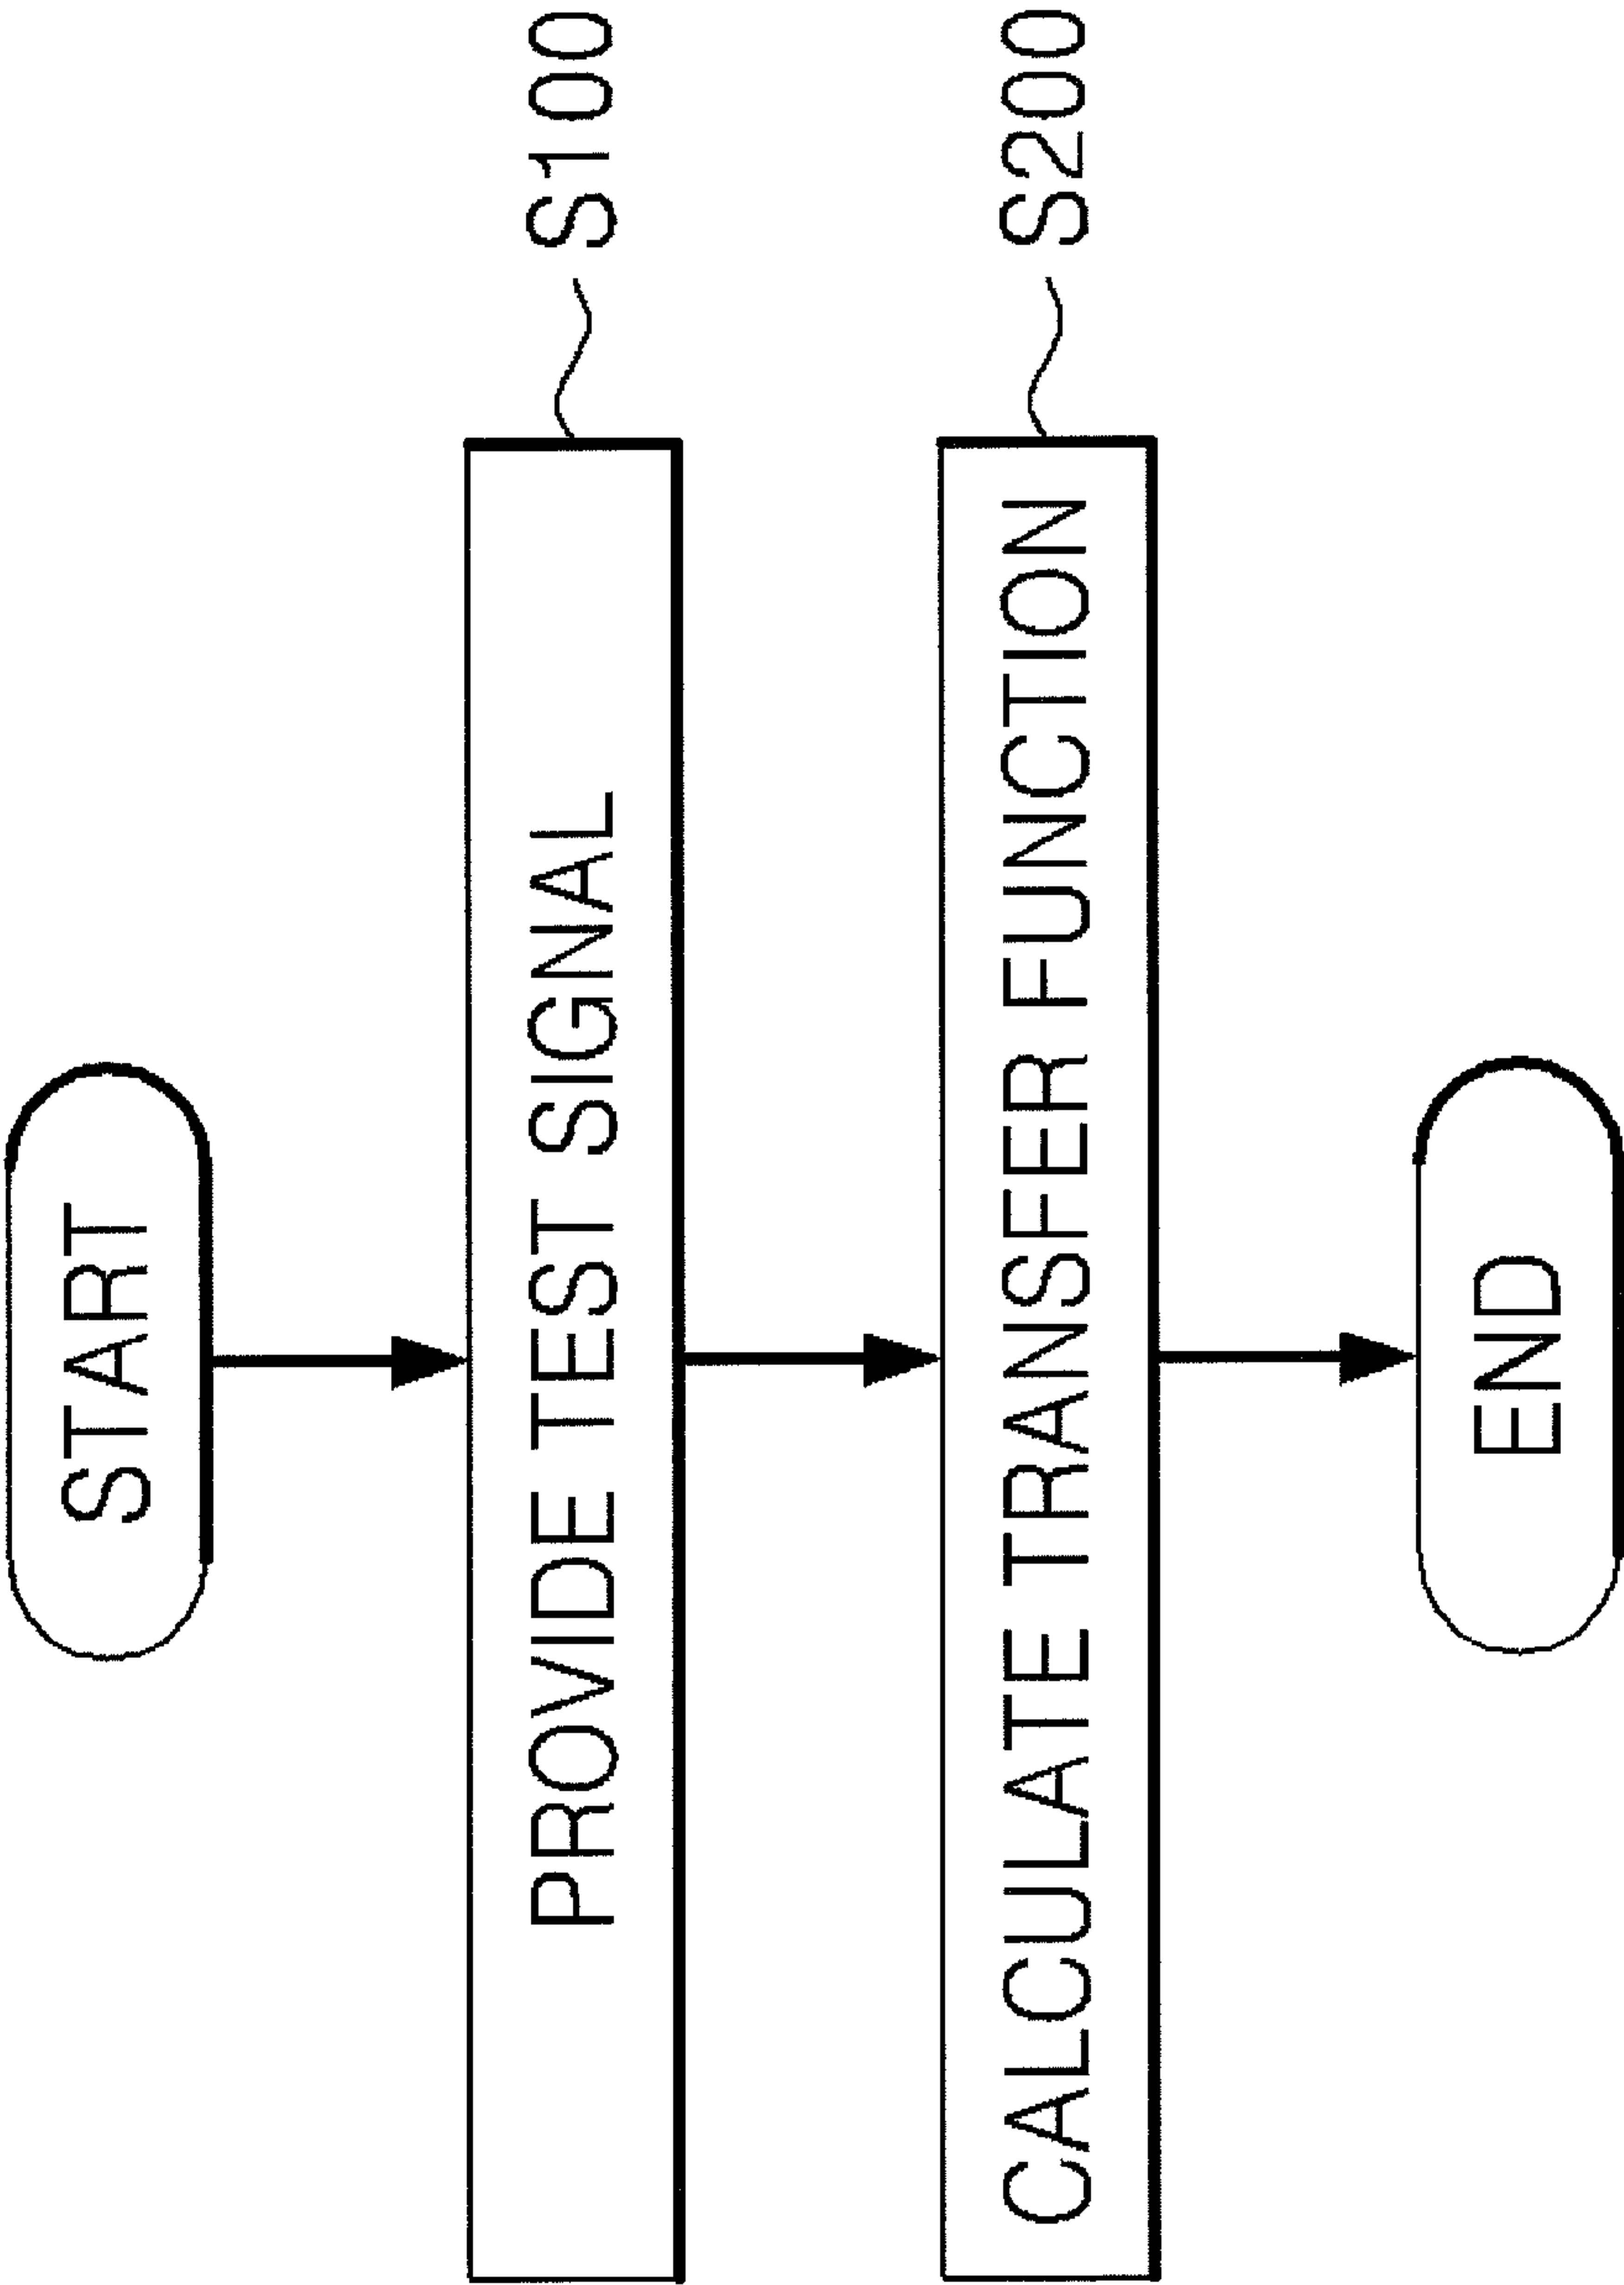 START
PROVIDE TEST SIGNAL
S100
CALCULATE TRANSFER FUNCTION
S200
END